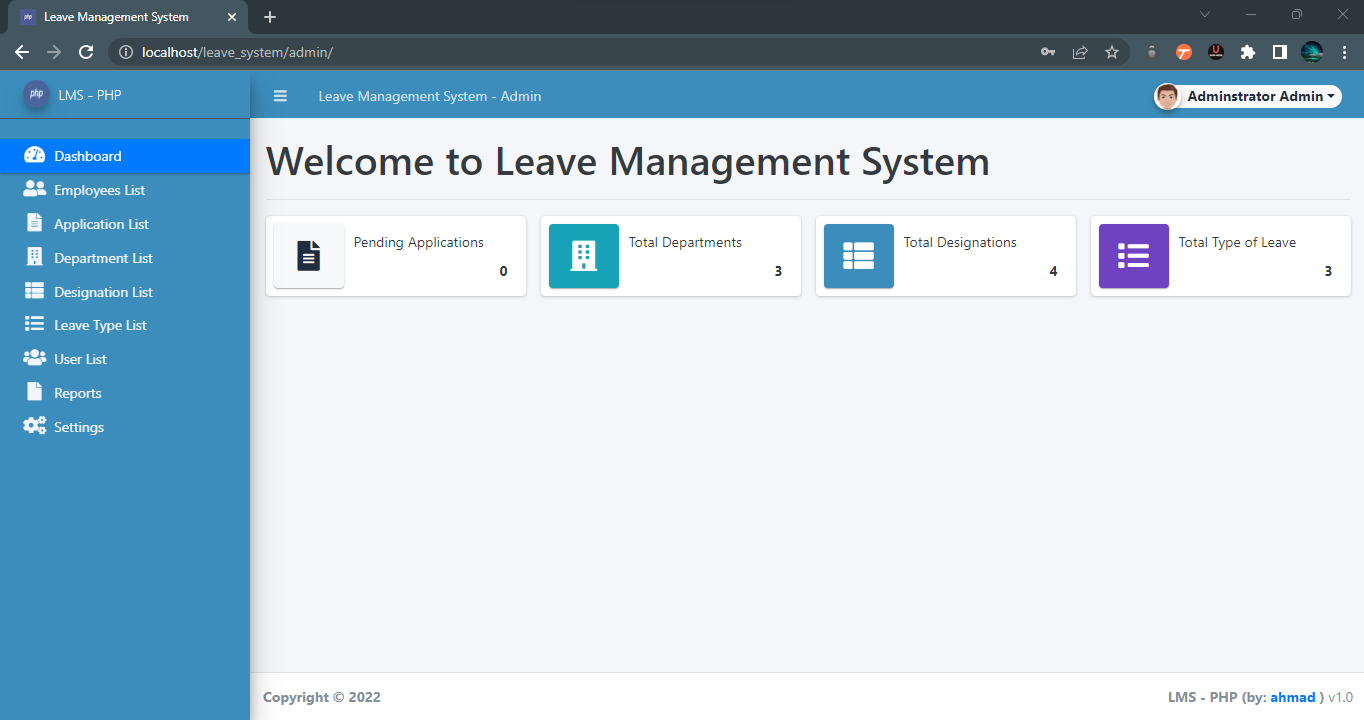 php Leave Management System
localhost/leave_system/admin/
php LMS - PHP
Leave Management System - Admin
Adminstrator Admin
Dashboard
Employees List
Application List
Department List
Designation List
Leave Type List
User List
Reports
Settings
Welcome to Leave Management System
Pending Applications
0
Total Departments
3
Total Designations
4
Total Type of Leave
3
Copyright © 2022
LMS - PHP (by: ahmad ) v1.0